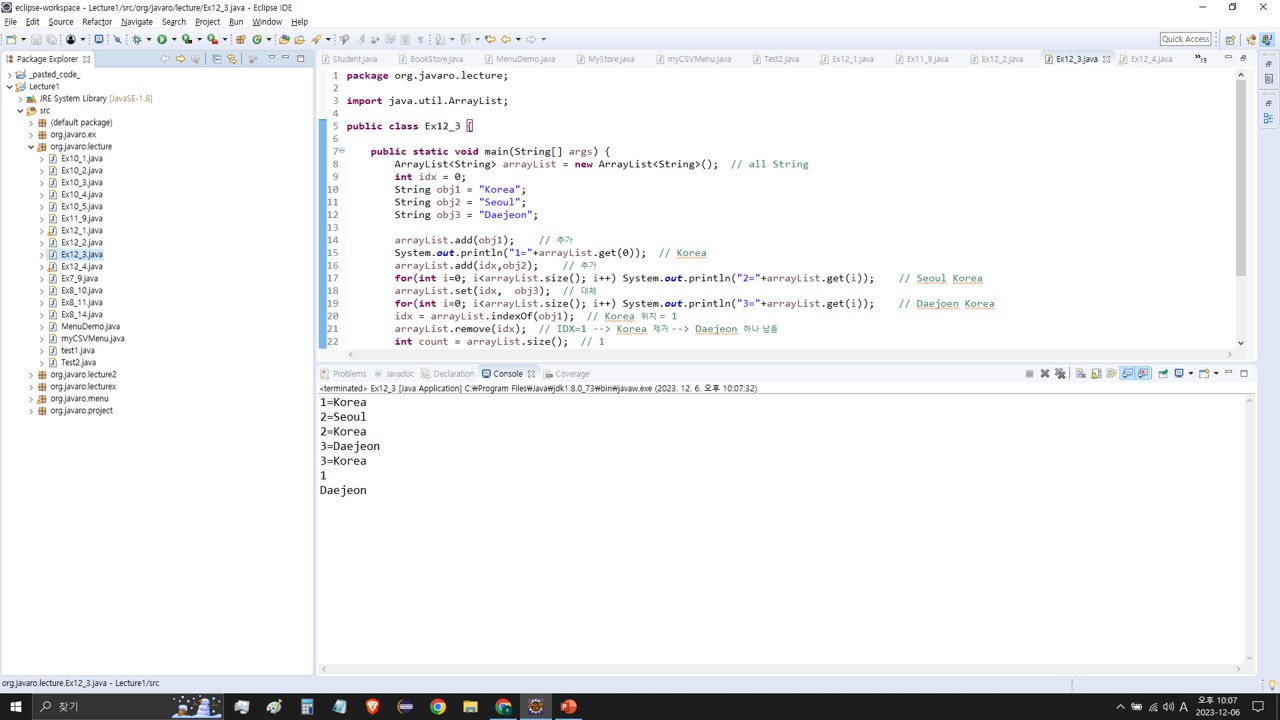 eclipse-workspace - Lecture1/src/org/javaro/lecture/Ex12_3.java - Eclipse IDE
File Edit Source Refactor Navigate Search Project Run Window Help
Quick Access
Package Explorer
_pasted_code_
Lecture1
JRE System Library [JavaSE-1.8]
src
(default package)
org.javaro.ex
org.javaro.lecture
Ex10_1.java
Ex10_2.java
Ex10_3.java
Ex10_4.java
Ex10_5.java
Ex11_9.java
Ex12_1.java
Ex12_2.java
Ex12_3.java
Ex12_4.java
Ex7_9.java
Ex8_10.java
Ex8_11.java
Ex8_14.java
MenuDemo.java
myCSVMenu.java
test1.java
Test2.java
org.javaro.lecture2
org.javaro.lecturex
org.javaro.menu
org.javaro.project
Student.java BookStore.java MenuDemo.java MyStore.java myCSVMenu.java Test2.java Ex12_1.java Ex11_9.java Ex12_2.java Ex12_3.java Ex12_4.java »19
1 package org.javaro.lecture;
2
3 import java.util.ArrayList;
4
5 public class Ex12_3 {
6
7 public static void main(String[] args) {
8 ArrayList<String> arrayList = new ArrayList<String>(); // all String
9 int idx = 0;
10 String obj1 = "Korea";
11 String obj2 = "Seoul";
12 String obj3 = "Daejeon";
13
14 arrayList.add(obj1); // 추가
15 System.out.println("1="+arrayList.get(0)); // Korea
16 arrayList.add(idx,obj2); // 추가
17 for(int i=0; i<arrayList.size(); i++) System.out.println("2="+arrayList.get(i)); // Seoul Korea
18 arrayList.set(idx, obj3); // 대체
19 for(int i=0; i<arrayList.size(); i++) System.out.println("3="+arrayList.get(i)); // Daejoen Korea
20 idx = arrayList.indexOf(obj1); // Korea 위치 = 1
21 arrayList.remove(idx); // IDX=1 --> Korea 제거 --> Daejeon 하나 남음
22 int count = arrayList.size(); // 1
Problems Javadoc Declaration Console Coverage
<terminated> Ex12_3 [Java Application] C:₩Program Files₩Java₩jdk1.8.0_73₩bin₩javaw.exe (2023. 12. 6. 오후 10:07:32)
1=Korea
2=Seoul
2=Korea
3=Daejeon
3=Korea
1
Daejeon
org.javaro.lecture.Ex12_3.java - Lecture1/src
찾기
A
오후 10:07
2023-12-06